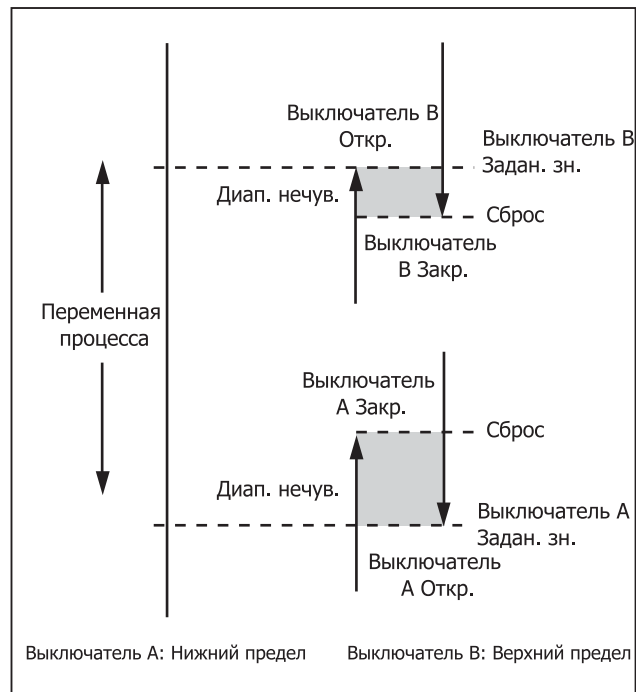 Выключатель В
Откр.
Выключатель В
Задан. зн.
Диап. нечув.
Сброс
Выключатель
В Закр.
Переменная
процесса
Выключатель
А Закр.
Сброс
Диап. нечув.
Выключатель А
Задан. зн.
Выключатель
А Откр.
Выключатель А: Нижний предел
Выключатель В: Верхний предел